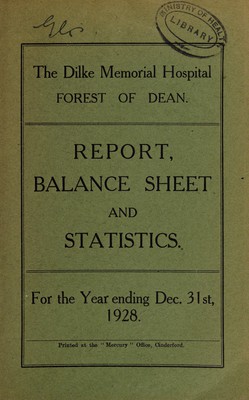 Glos
MINISTRY OF HEALTH
LIBRARY
The Dilke Memorial Hospital
FOREST OF DEAN.
REPORT,
BALANCE SHEET
AND
STATISTICS.
For the Year ending Dec. 31st,
1928.
Printed at the "Mercury" Office, Cinderford.